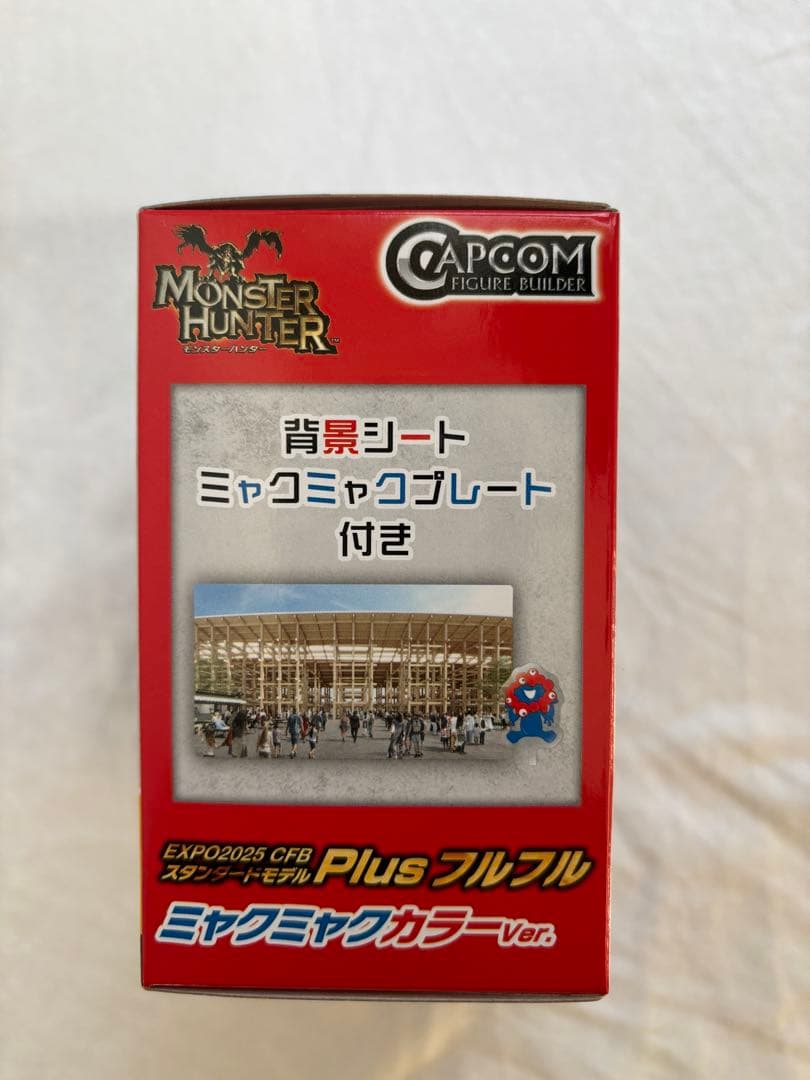 MONSTER HUNTER™
モンスターハンター
CAPCOM
FIGURE BUILDER
背景シート
ミャクミャクプレート
付き
EXPO2025 CFB
スタンダードモデル Plus フルフル
ミャクミャクカラーVer.